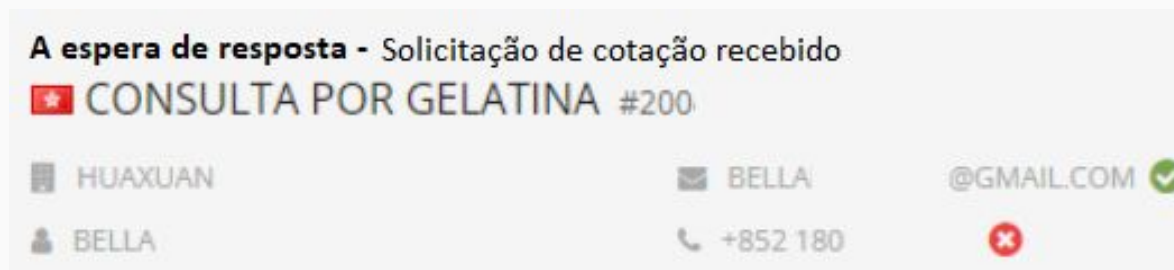 A espera de resposta - Solicitação de cotação recebido
CONSULTA POR GELATINA #200
HUAXUAN
BELLA @GMAIL.COM
BELLA
+852 180